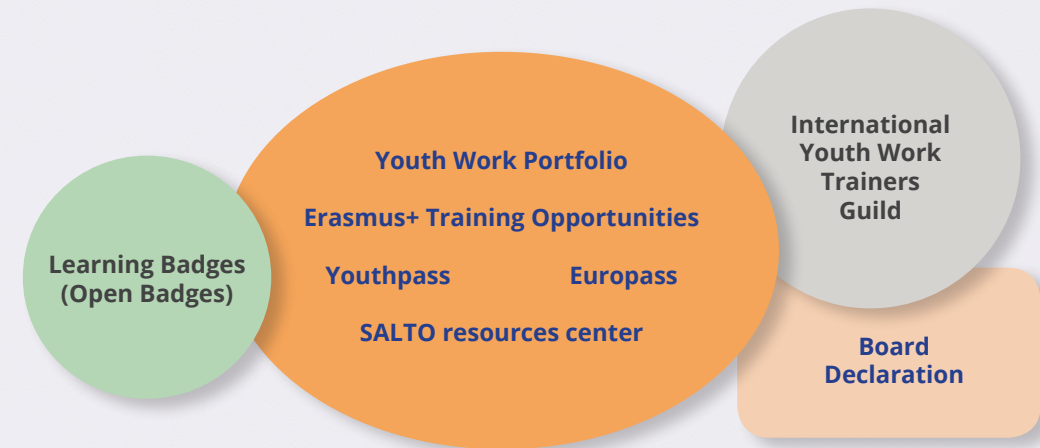 Learning Badges
(Open Badges)
Youth Work Portfolio
Erasmus+ Training Opportunities
Youthpass
Europass
SALTO resources center
International
Youth Work
Trainers
Guild
Board
Declaration